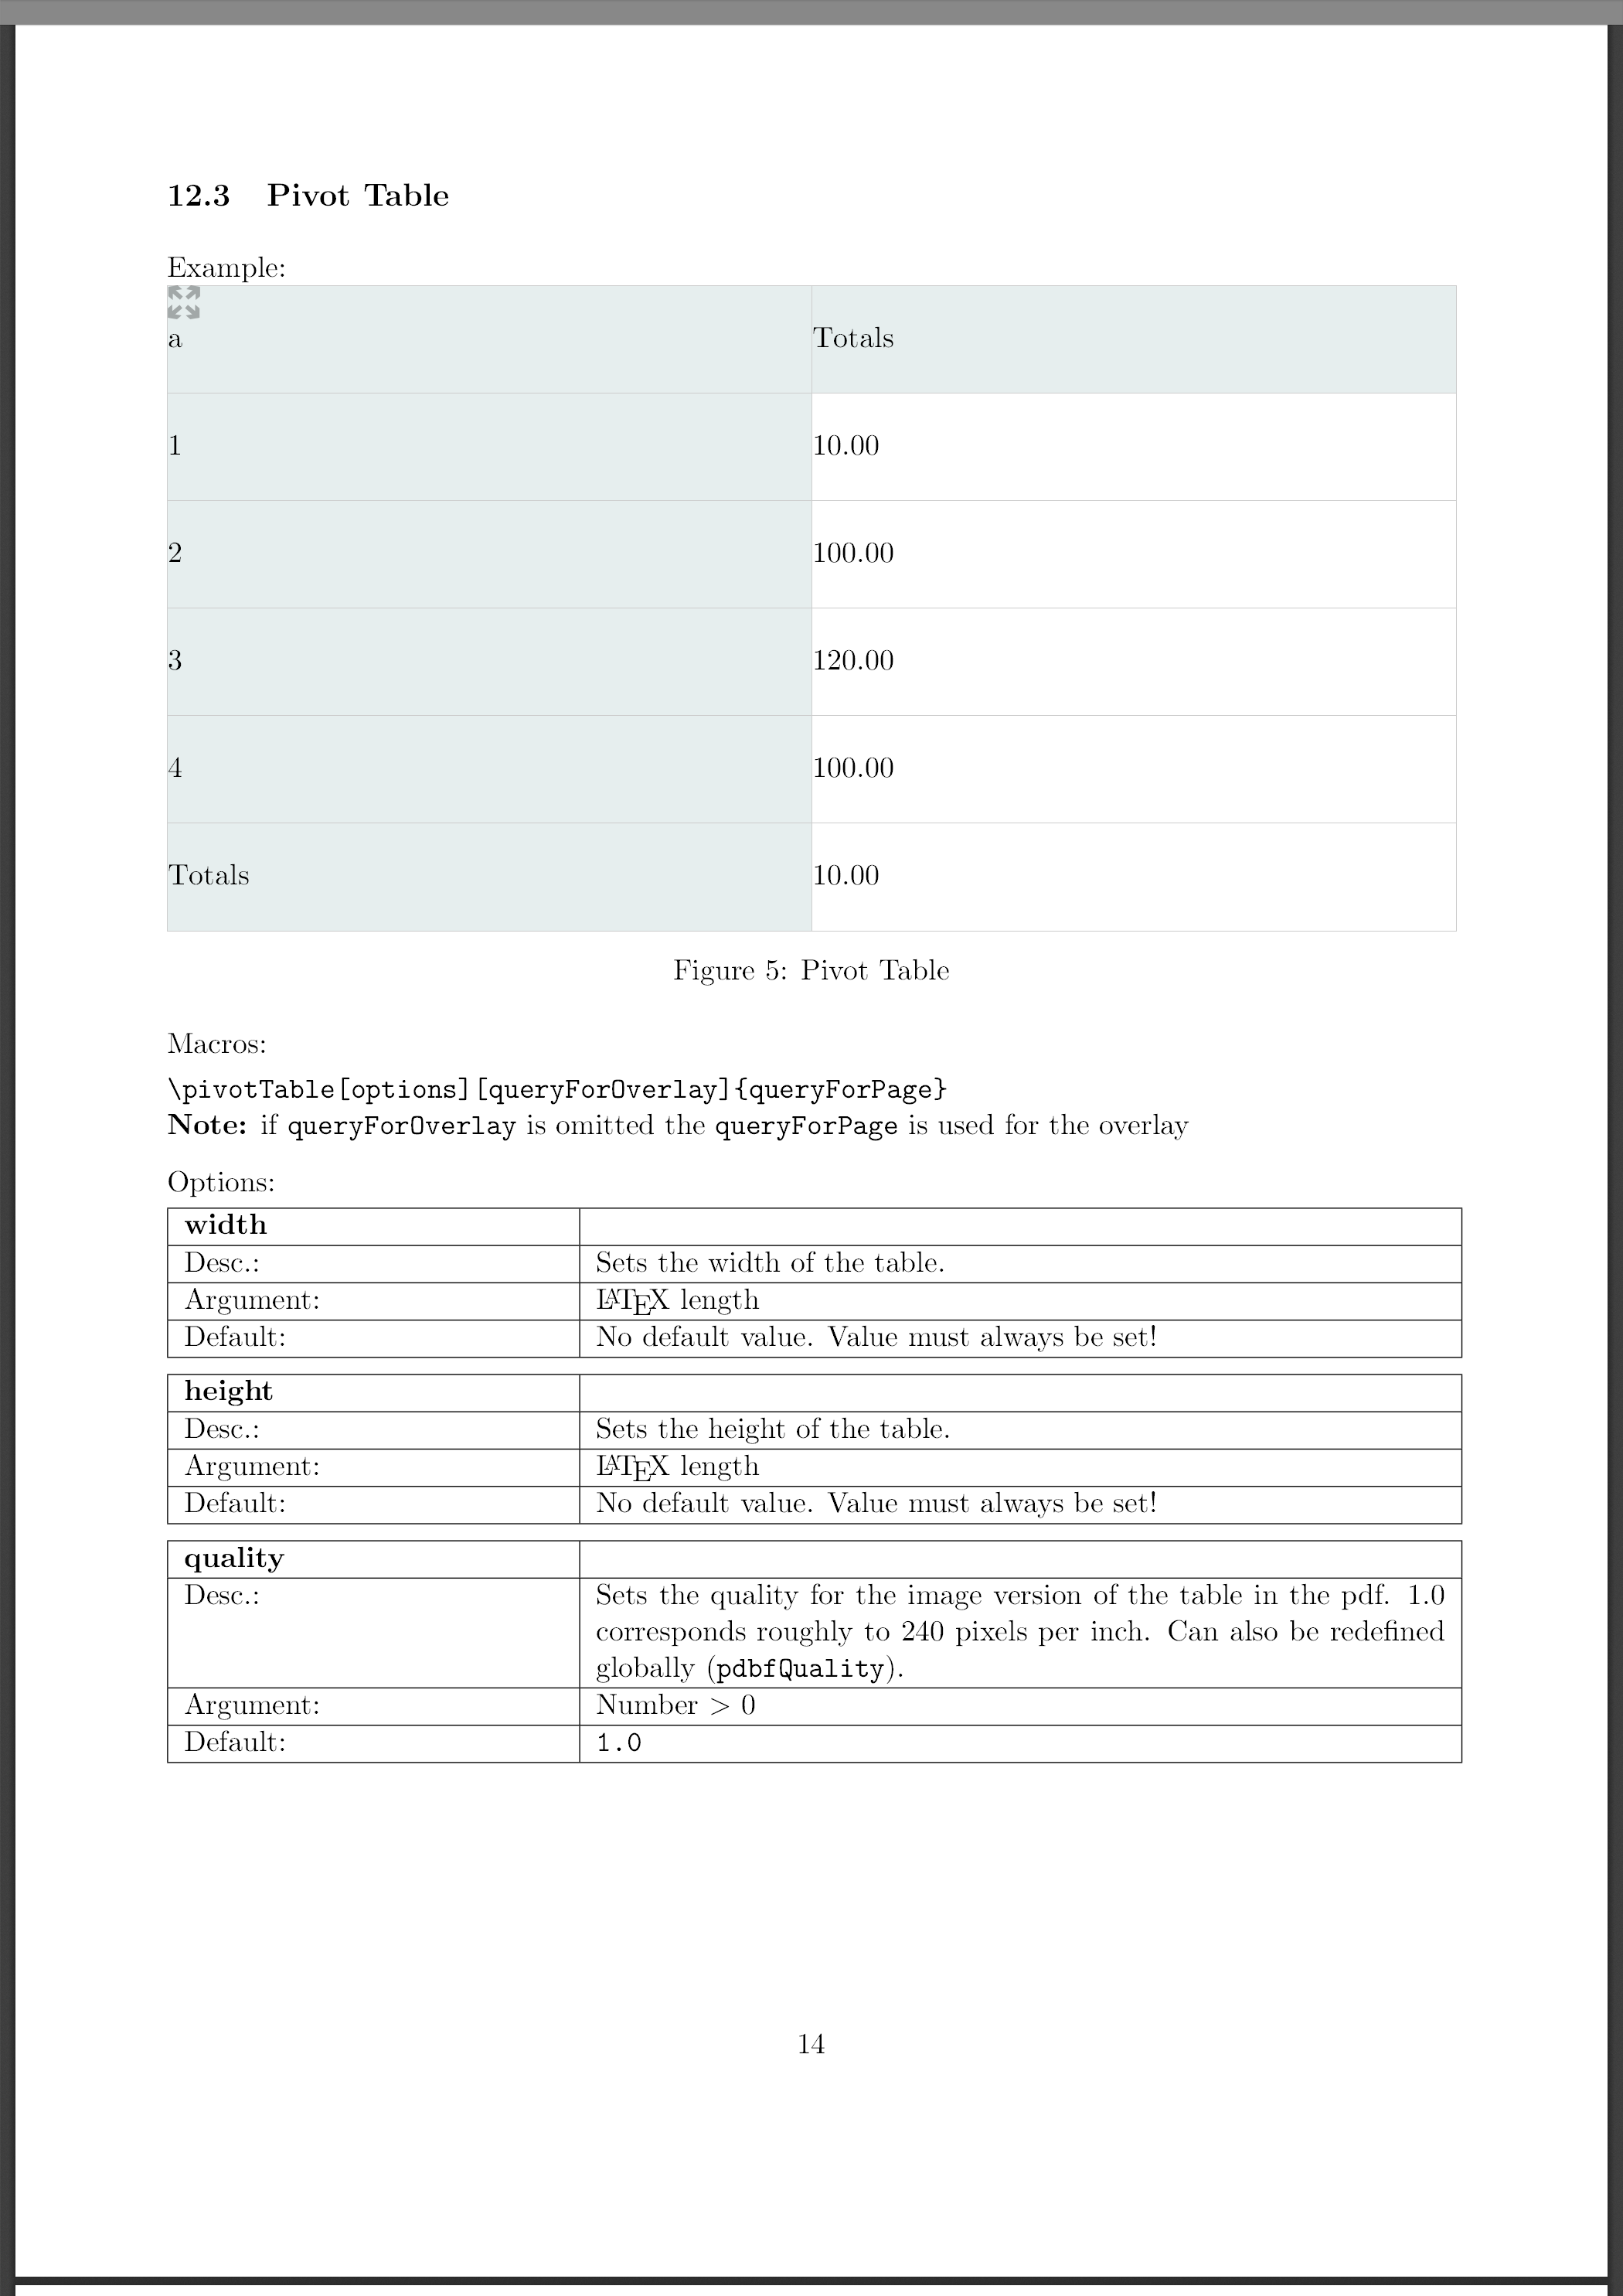 12.3 Pivot Table
Example:
a Totals
1 10.00
2 100.00
3 120.00
4 100.00
Totals 10.00
Figure 5: Pivot Table
Macros:
\pivotTable[options][queryForOverlay]{queryForPage}
Note: if queryForOverlay is omitted the queryForPage is used for the overlay
Options:
width
Desc.: Sets the width of the table.
Argument: LATEX length
Default: No default value. Value must always be set!
height
Desc.: Sets the height of the table.
Argument: LATEX length
Default: No default value. Value must always be set!
quality
Desc.: Sets the quality for the image version of the table in the pdf. 1.0
corresponds roughly to 240 pixels per inch. Can also be redefined
globally (pdbfQuality).
Argument: Number > 0
Default: 1.0
14